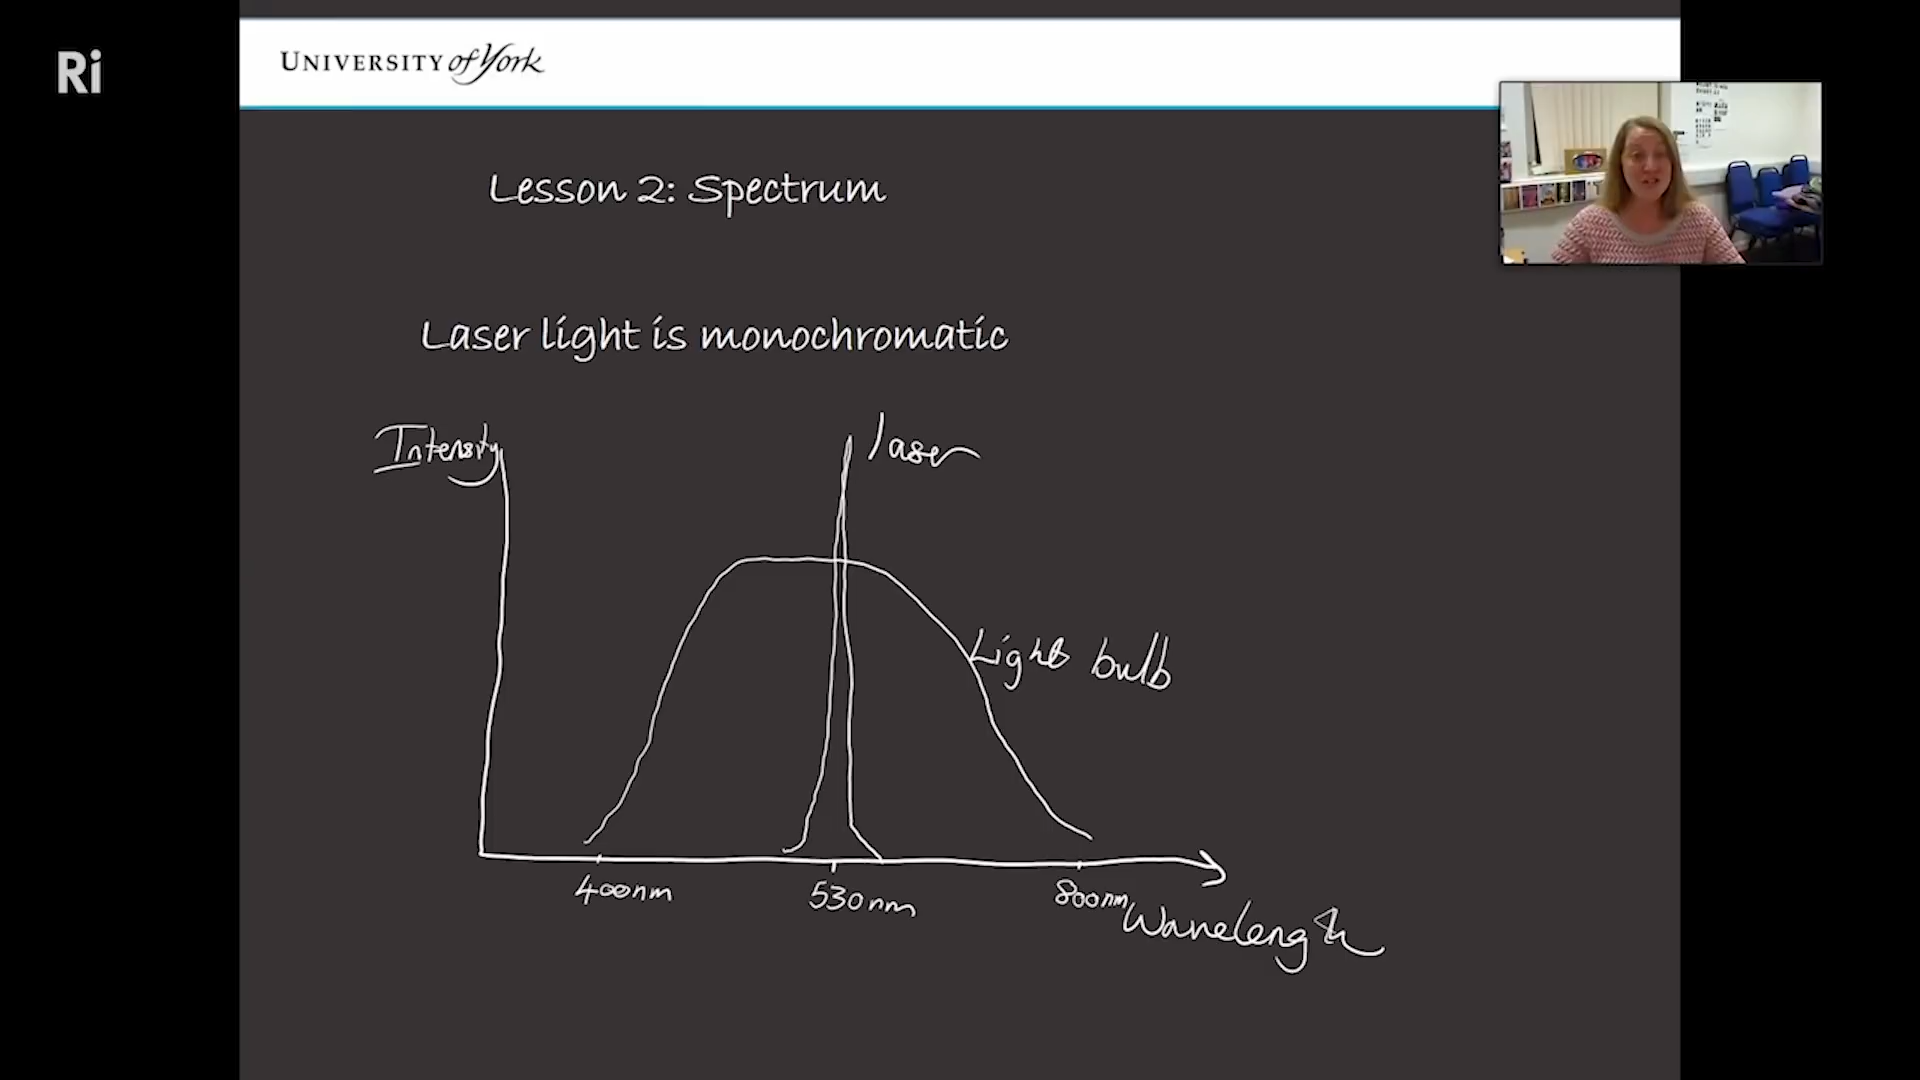 Ri
UNIVERSITY of York
Lesson 2: Spectrum
Laser light is monochromatic
Intensity
laser
Light bulb
400nm
530nm
800nm
Wavelength